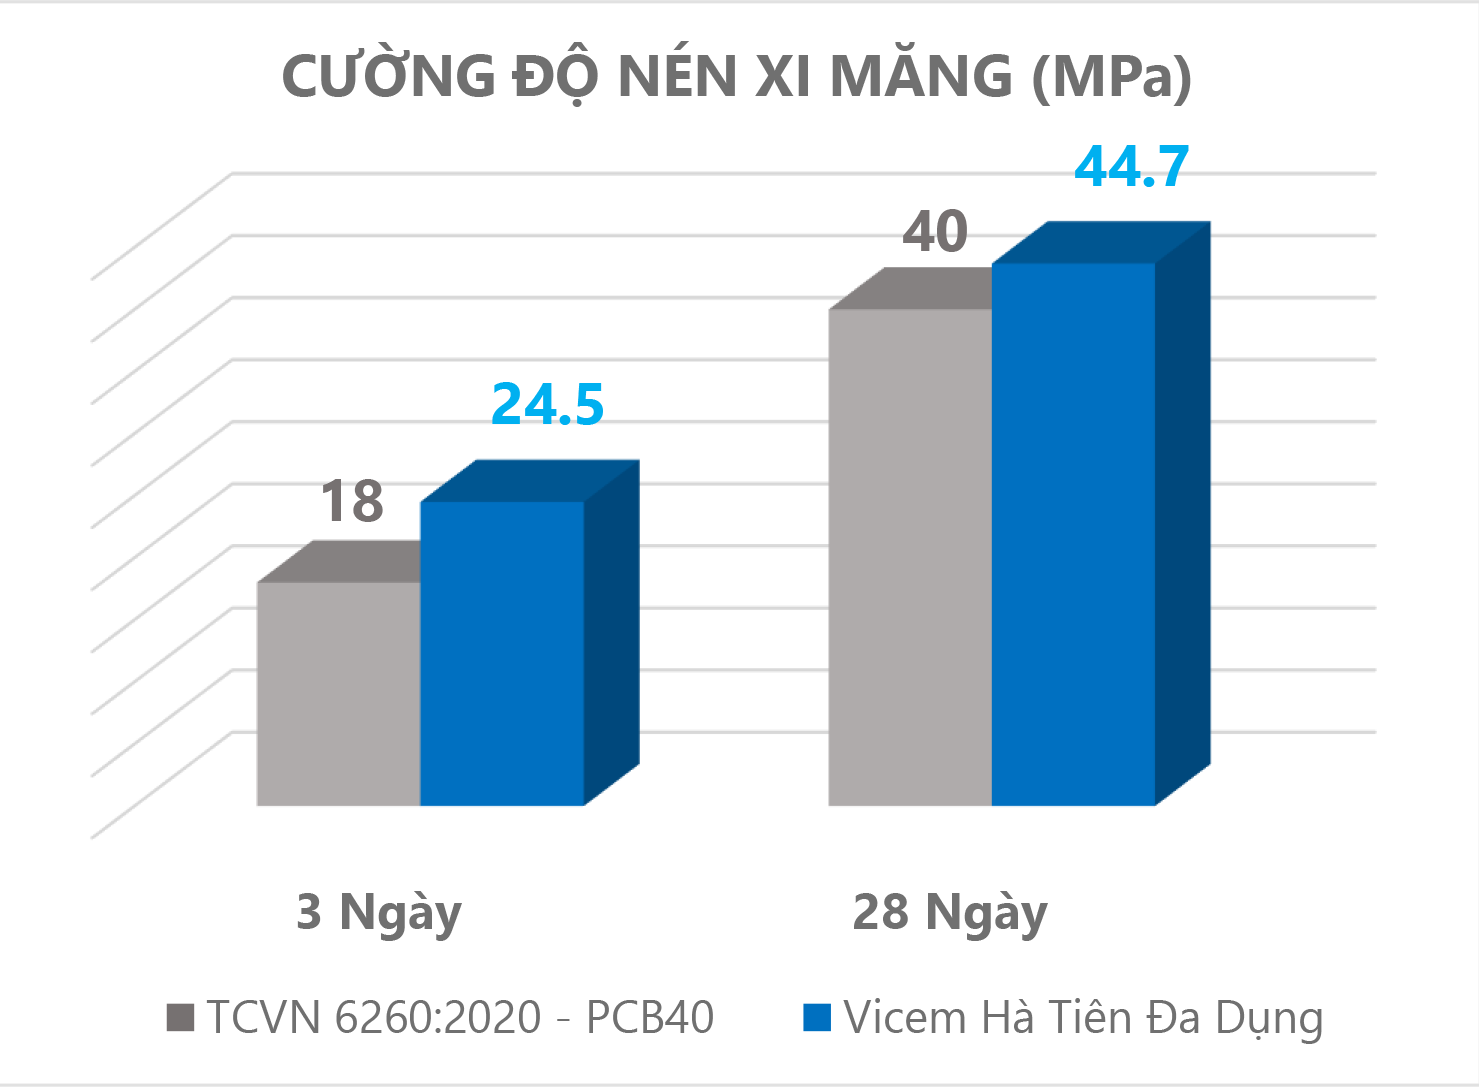 CƯỜNG ĐỘ NÉN XI MĂNG (MPa)
44.7
40
24.5
18
3 Ngày
28 Ngày
TCVN 6260:2020 - PCB40
Vicem Hà Tiên Đa Dụng